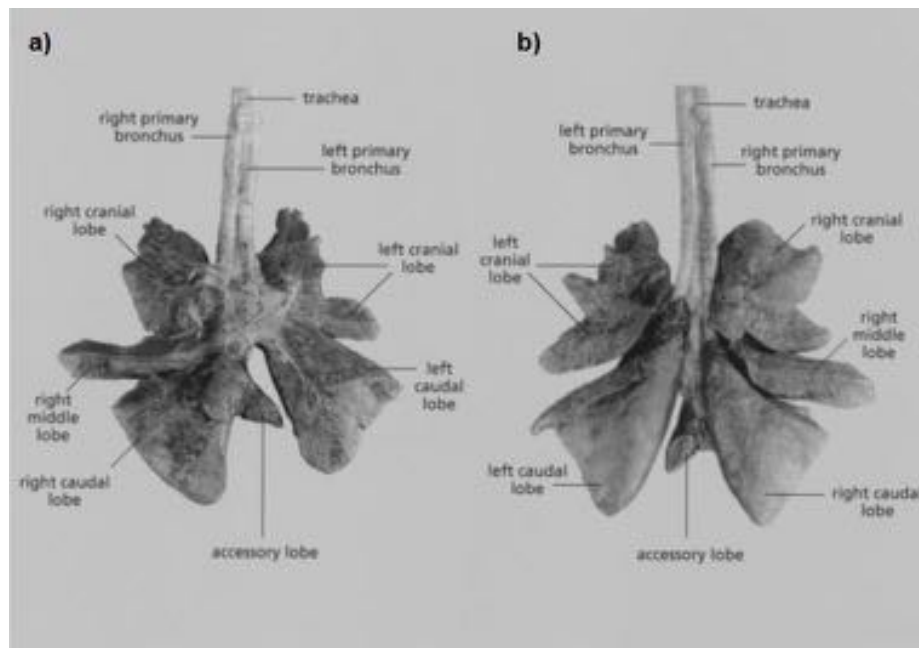 a)
trachea
right primary
bronchus
left primary
bronchus
right cranial
lobe
left cranial
lobe
left
caudal
lobe
right
middle
lobe
right caudal
lobe
accessory lobe
b)
trachea
left primary
bronchus
right primary
bronchus
right cranial
lobe
left
cranial
lobe
right
middle
lobe
left caudal
lobe
right caudal
lobe
accessory lobe